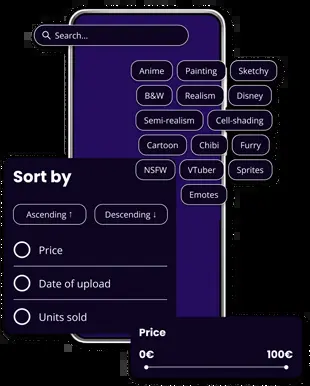 Search...
Anime Painting Sketchy
B&W Realism Disney
Semi-realism Cell-shading
Cartoon Chibi Furry
NSFW VTuber Sprites
Emotes
Sort by
Ascending ↑ Descending ↓
Price
Date of upload
Units sold
Price
0€ 100€